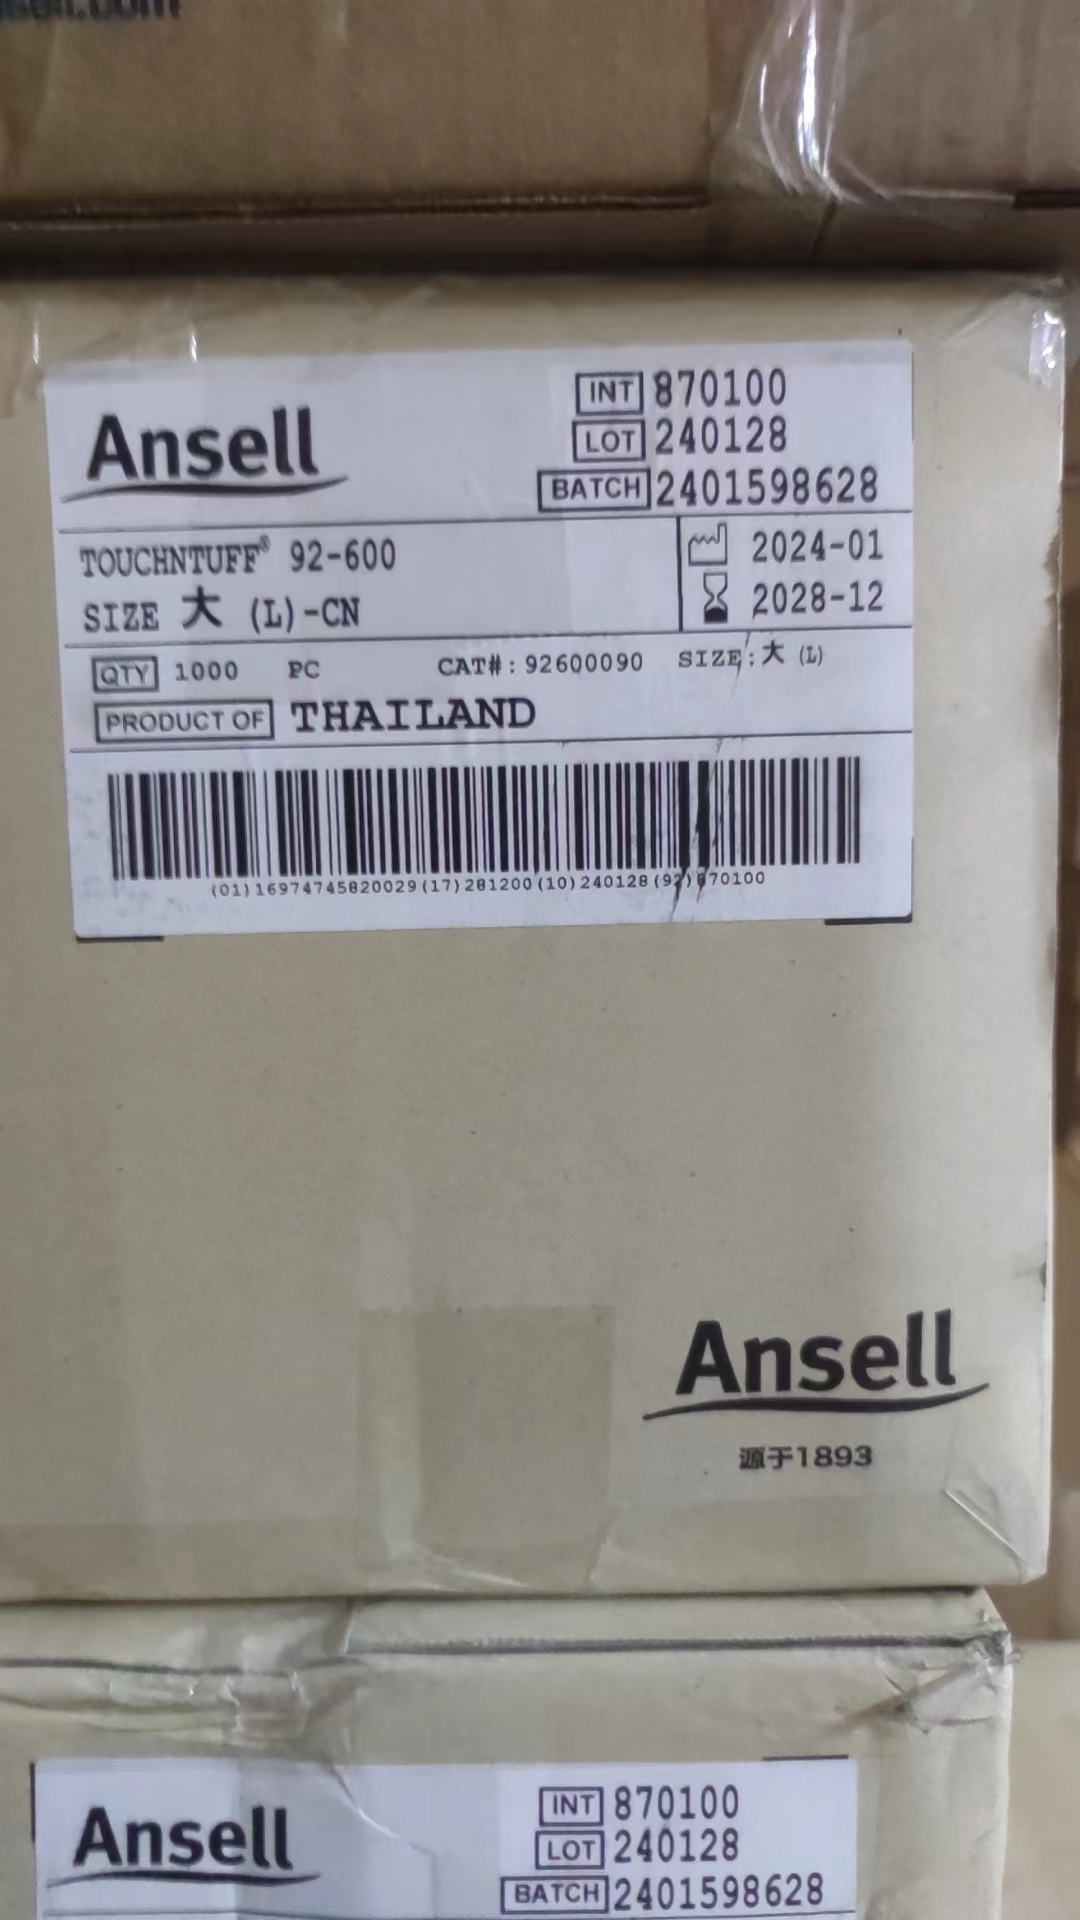 Ansell
INT 870100
LOT 240128
BATCH 2401598628
TOUCHNTUFF® 92-600
SIZE 大 (L)-CN
2024-01
2028-12
QTY 1000 PC CAT#: 92600090 SIZE:大 (L)
PRODUCT OF THAILAND
(01)16974745820029(17)281200(10)240128(92)870100
Ansell
源于1893
Ansell
INT 870100
LOT 240128
BATCH 2401598628